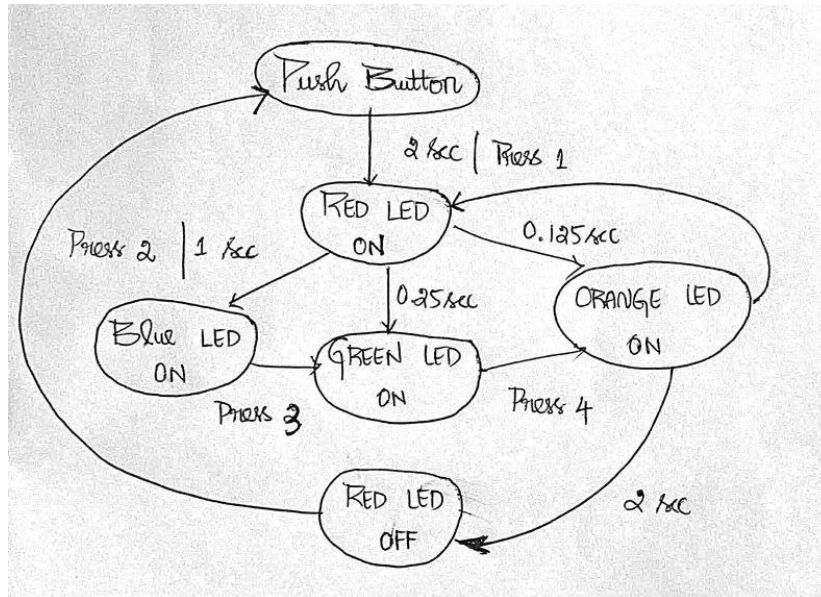 Push Button
2 sec | Press 1
RED LED
ON
0.125sec
Press 2 | 1 sec
0.25sec
ORANGE LED
ON
Blue LED
ON
GREEN LED
ON
Press 3
Press 4
RED LED
OFF
2 sec